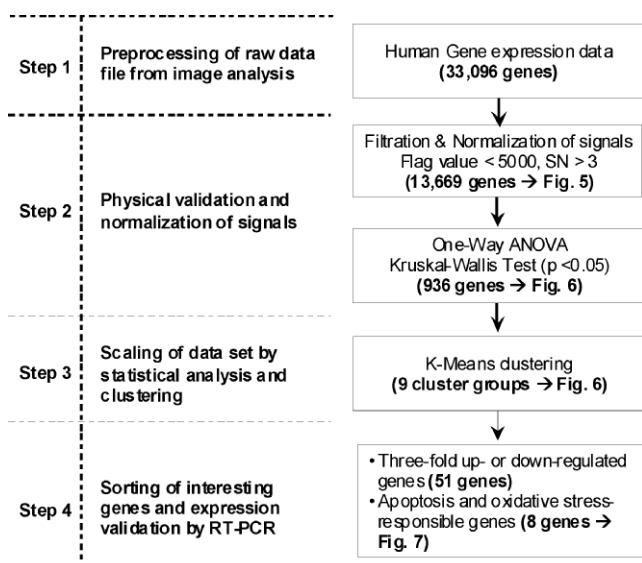 Step 1
Preprocessing of raw data
file from image analysis
Human Gene expression data
(33,096 genes)
Step 2
Physical validation and
normalization of signals
Filtration & Normalization of signals
Flag value < 5000, SN > 3
(13,669 genes → Fig. 5)
One-Way ANOVA
Kruskal-Wallis Test (p <0.05)
(936 genes → Fig. 6)
Step 3
Scaling of data set by
statistical analysis and
clustering
K-Means clustering
(9 cluster groups → Fig. 6)
Step 4
Sorting of interesting
genes and expression
validation by RT-PCR
• Three-fold up- or down-regulated
genes (51 genes)
• Apoptosis and oxidative stress-
responsible genes (8 genes →
Fig. 7)